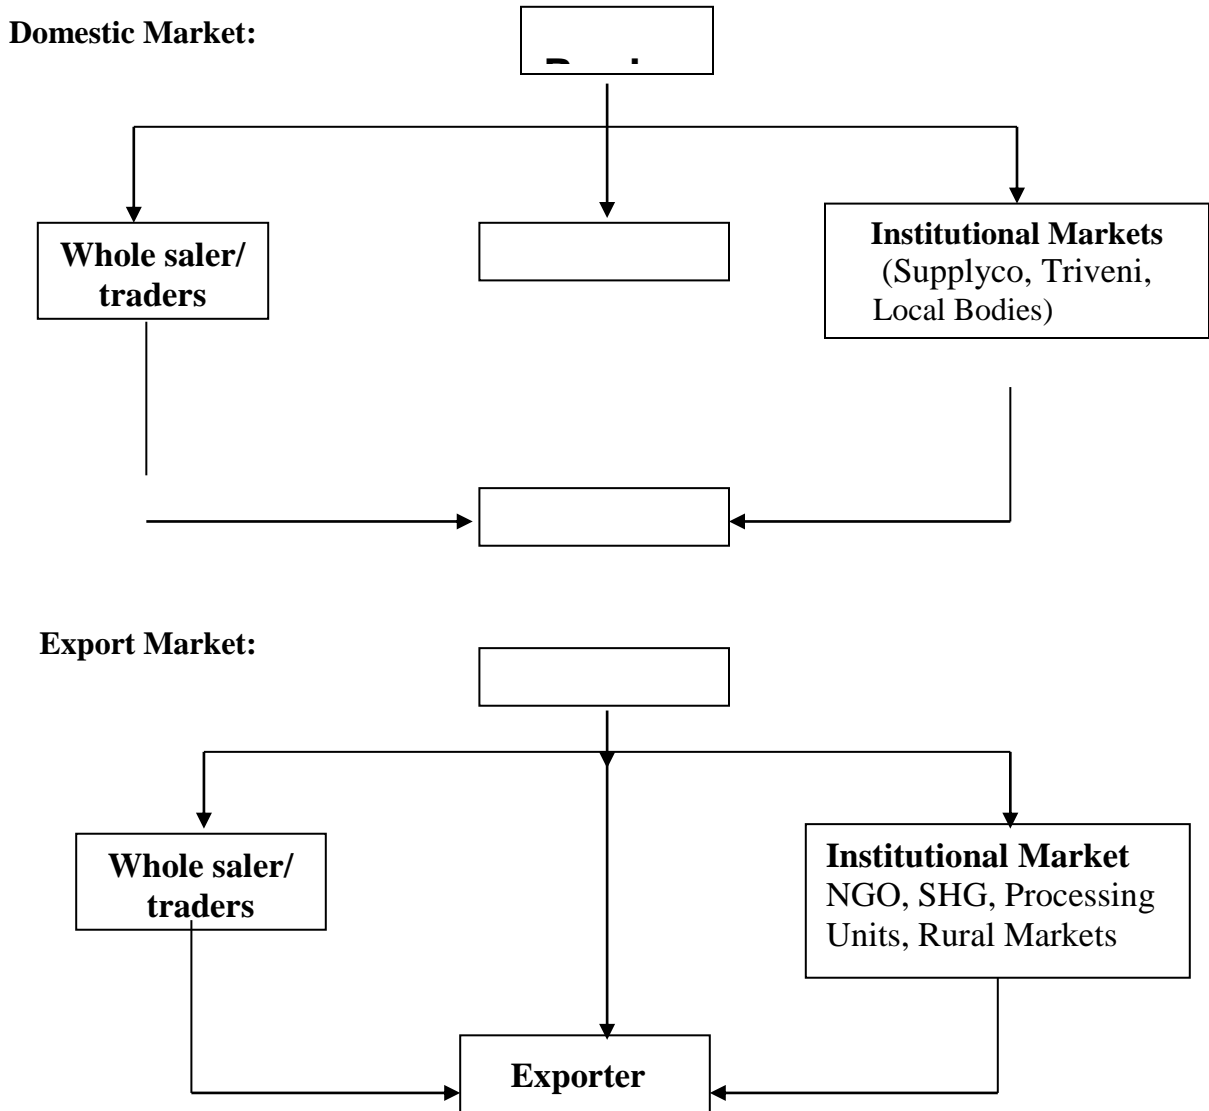 Domestic Market:
Whole saler/
traders
Institutional Markets
(Supplyco, Triveni,
Local Bodies)
Export Market:
Whole saler/
traders
Institutional Market
NGO, SHG, Processing
Units, Rural Markets
Exporter